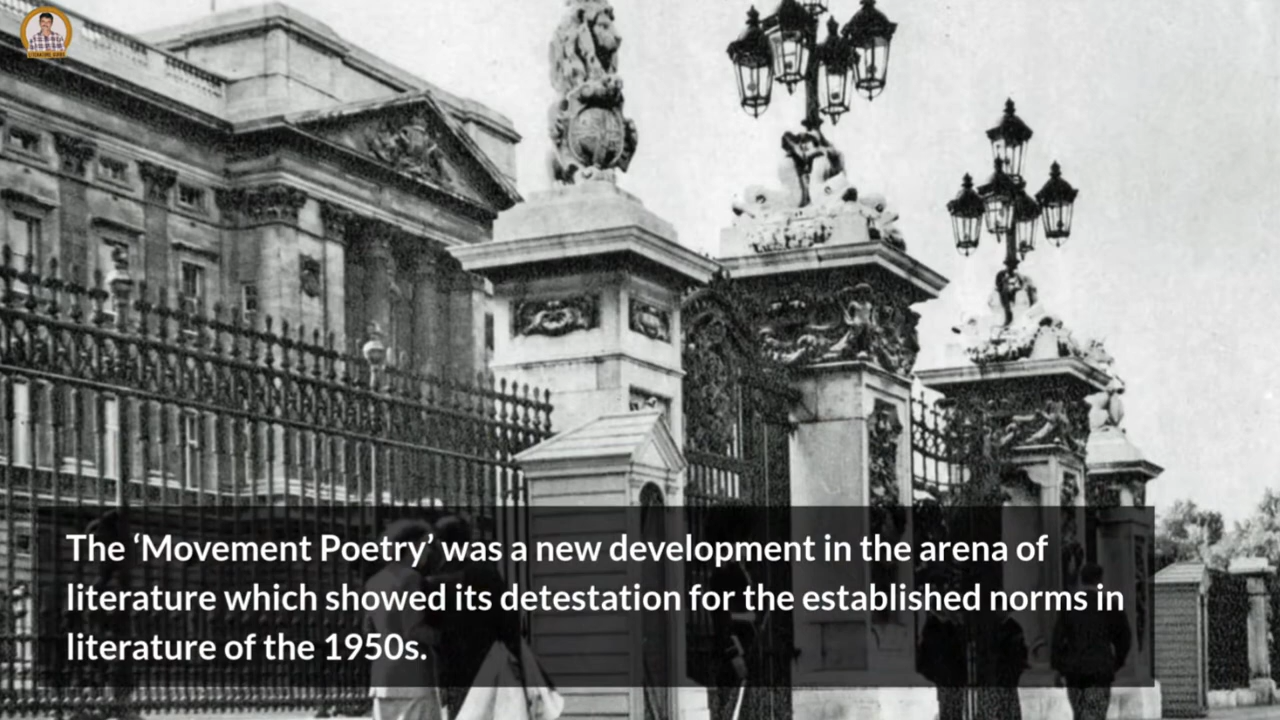 The ‘Movement Poetry’ was a new development in the arena of
literature which showed its detestation for the established norms in
literature of the 1950s.